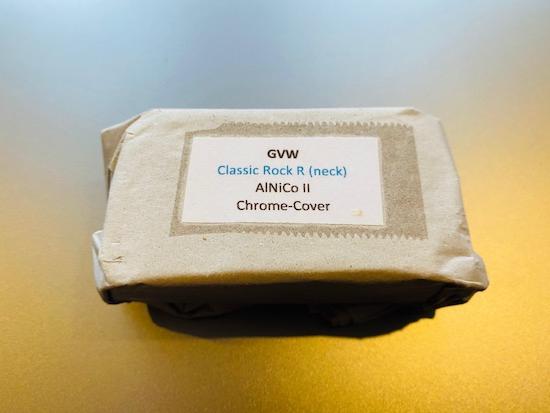 GVW
Classic Rock R (neck)
AlNiCo II
Chrome-Cover